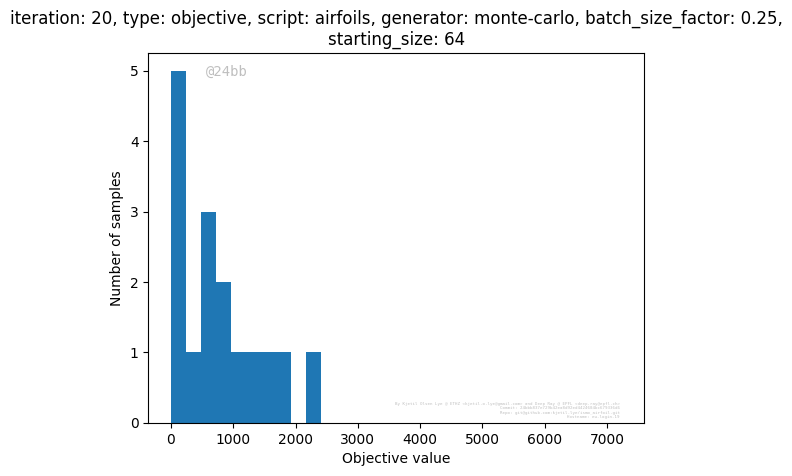 iteration: 20, type: objective, script: airfoils, generator: monte-carlo, batch_size_factor: 0.25,
starting_size: 64
@24bb
5
4
3
2
1
0
Number of samples
0 1000 2000 3000 4000 5000 6000 7000
Objective value